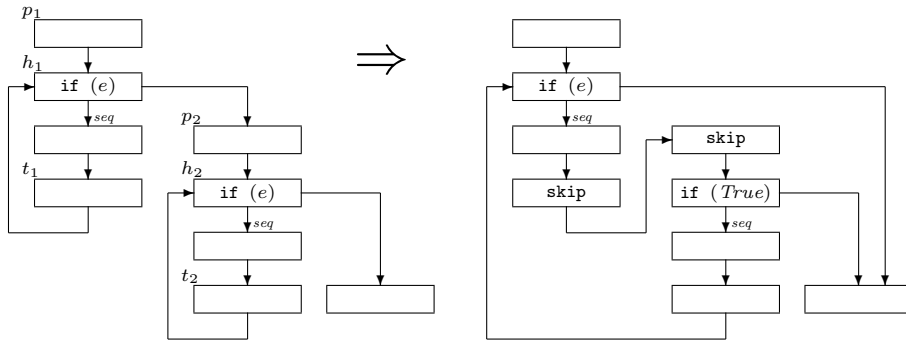 p₁
⇒
h₁
if (e)
if (e)
seq
p₂
skip
seq
t₁
h₂
skip
if (e)
if (True)
seq
seq
t₂